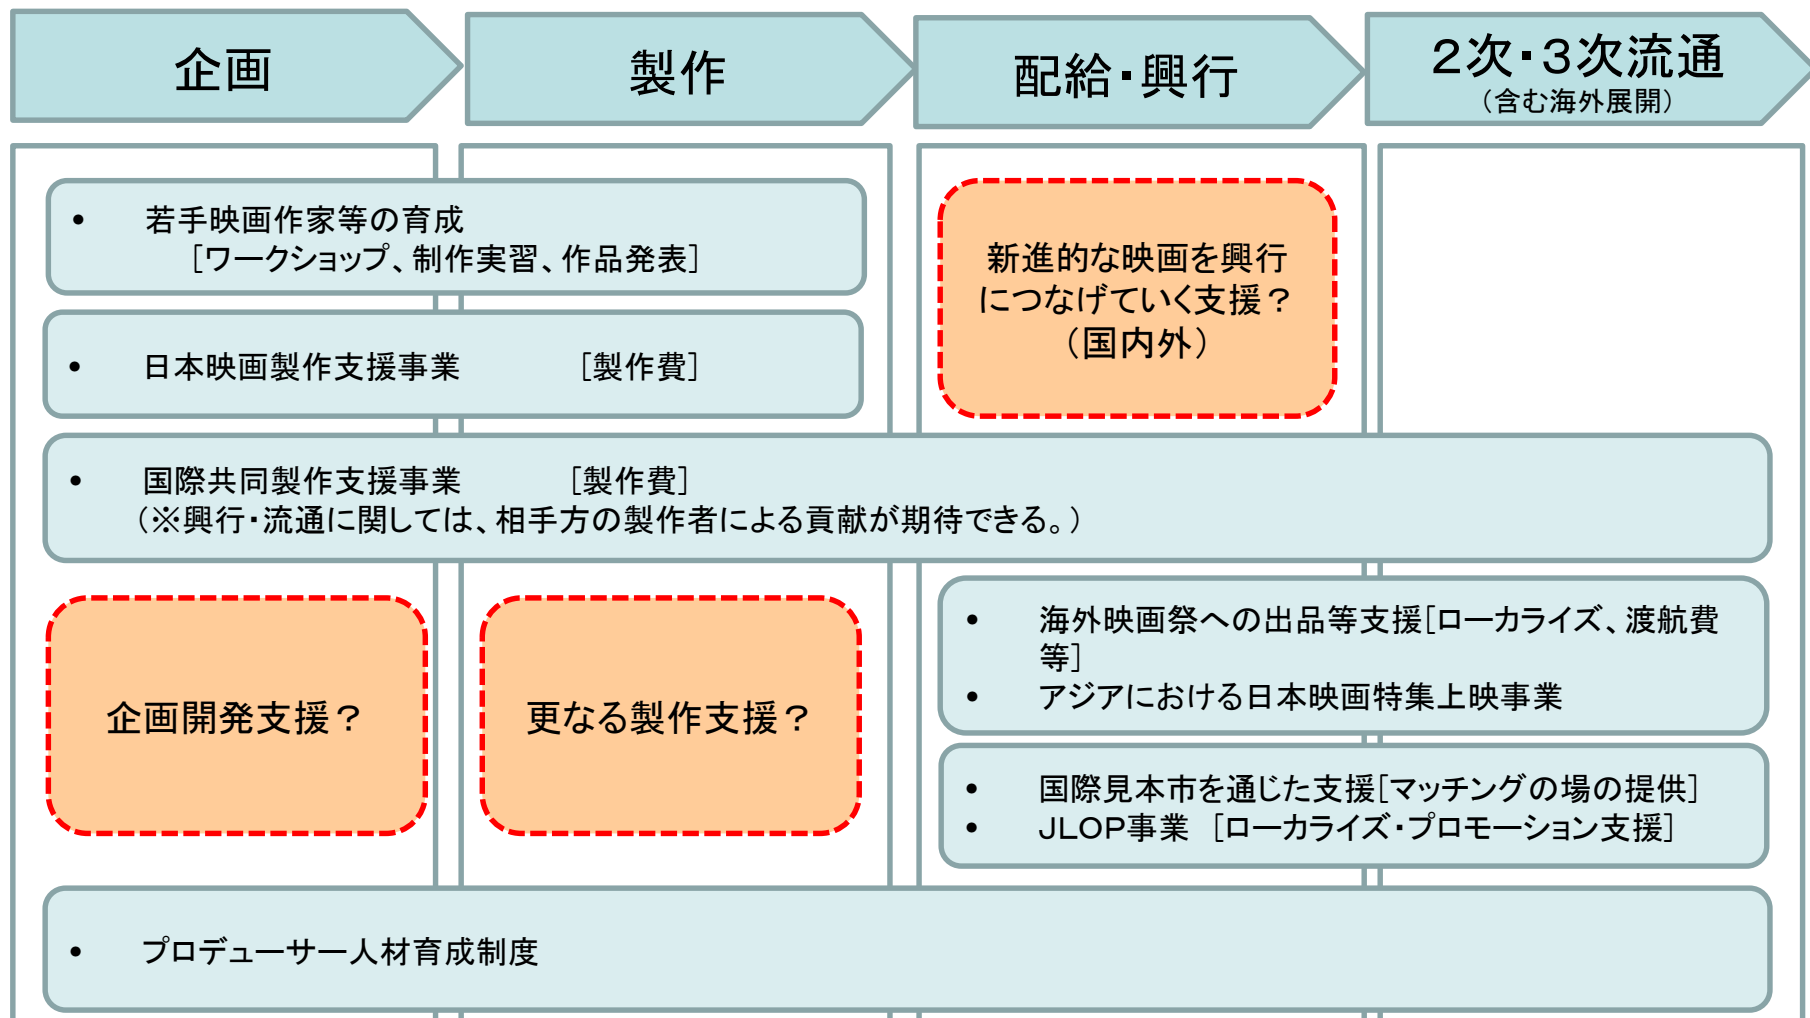 企画
製作
配給・興行
2次・3次流通
（含む海外展開）
• 若手映画作家等の育成
［ワークショップ、制作実習、作品発表］
新進的な映画を興行
につなげていく支援？
（国内外）
• 日本映画製作支援事業 ［製作費］
• 国際共同製作支援事業 ［製作費］
（※興行・流通に関しては、相手方の製作者による貢献が期待できる。）
企画開発支援？
更なる製作支援？
• 海外映画祭への出品等支援［ローカライズ、渡航費
等］
• アジアにおける日本映画特集上映事業
• 国際見本市を通じた支援［マッチングの場の提供］
• JLOP事業 ［ローカライズ・プロモーション支援］
• プロデューサー人材育成制度